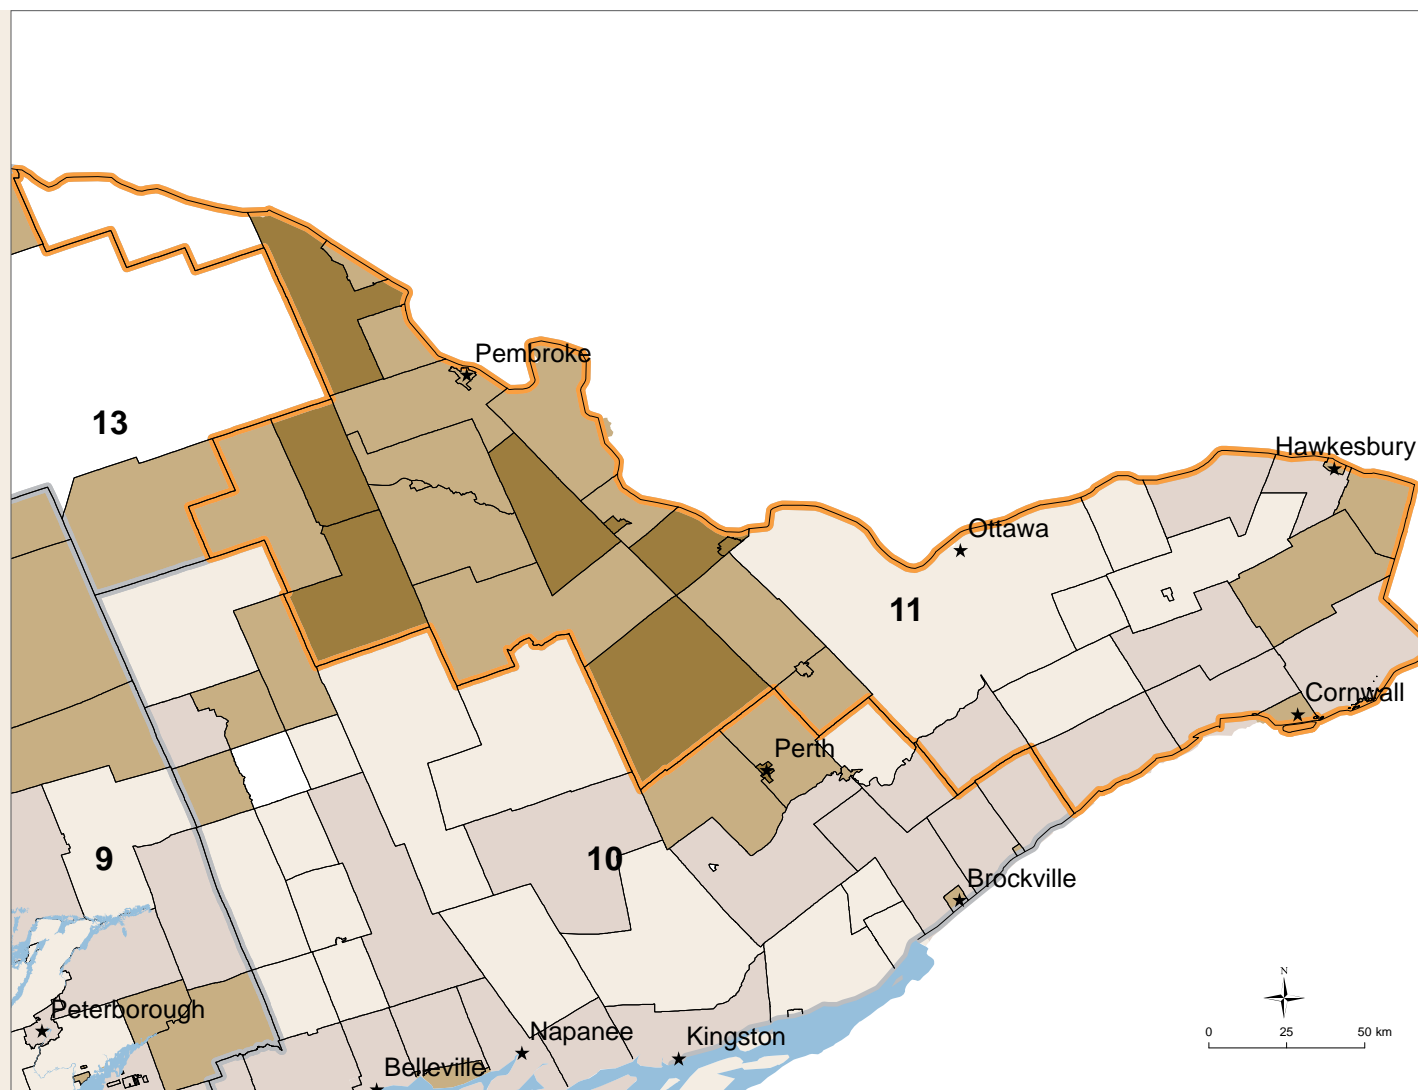 Pembroke
13
Hawkesbury
Ottawa
11
Cornwall
Perth
9
10
Brockville
N
Peterborough
Napanee
Kingston
0 25 50 km
Belleville